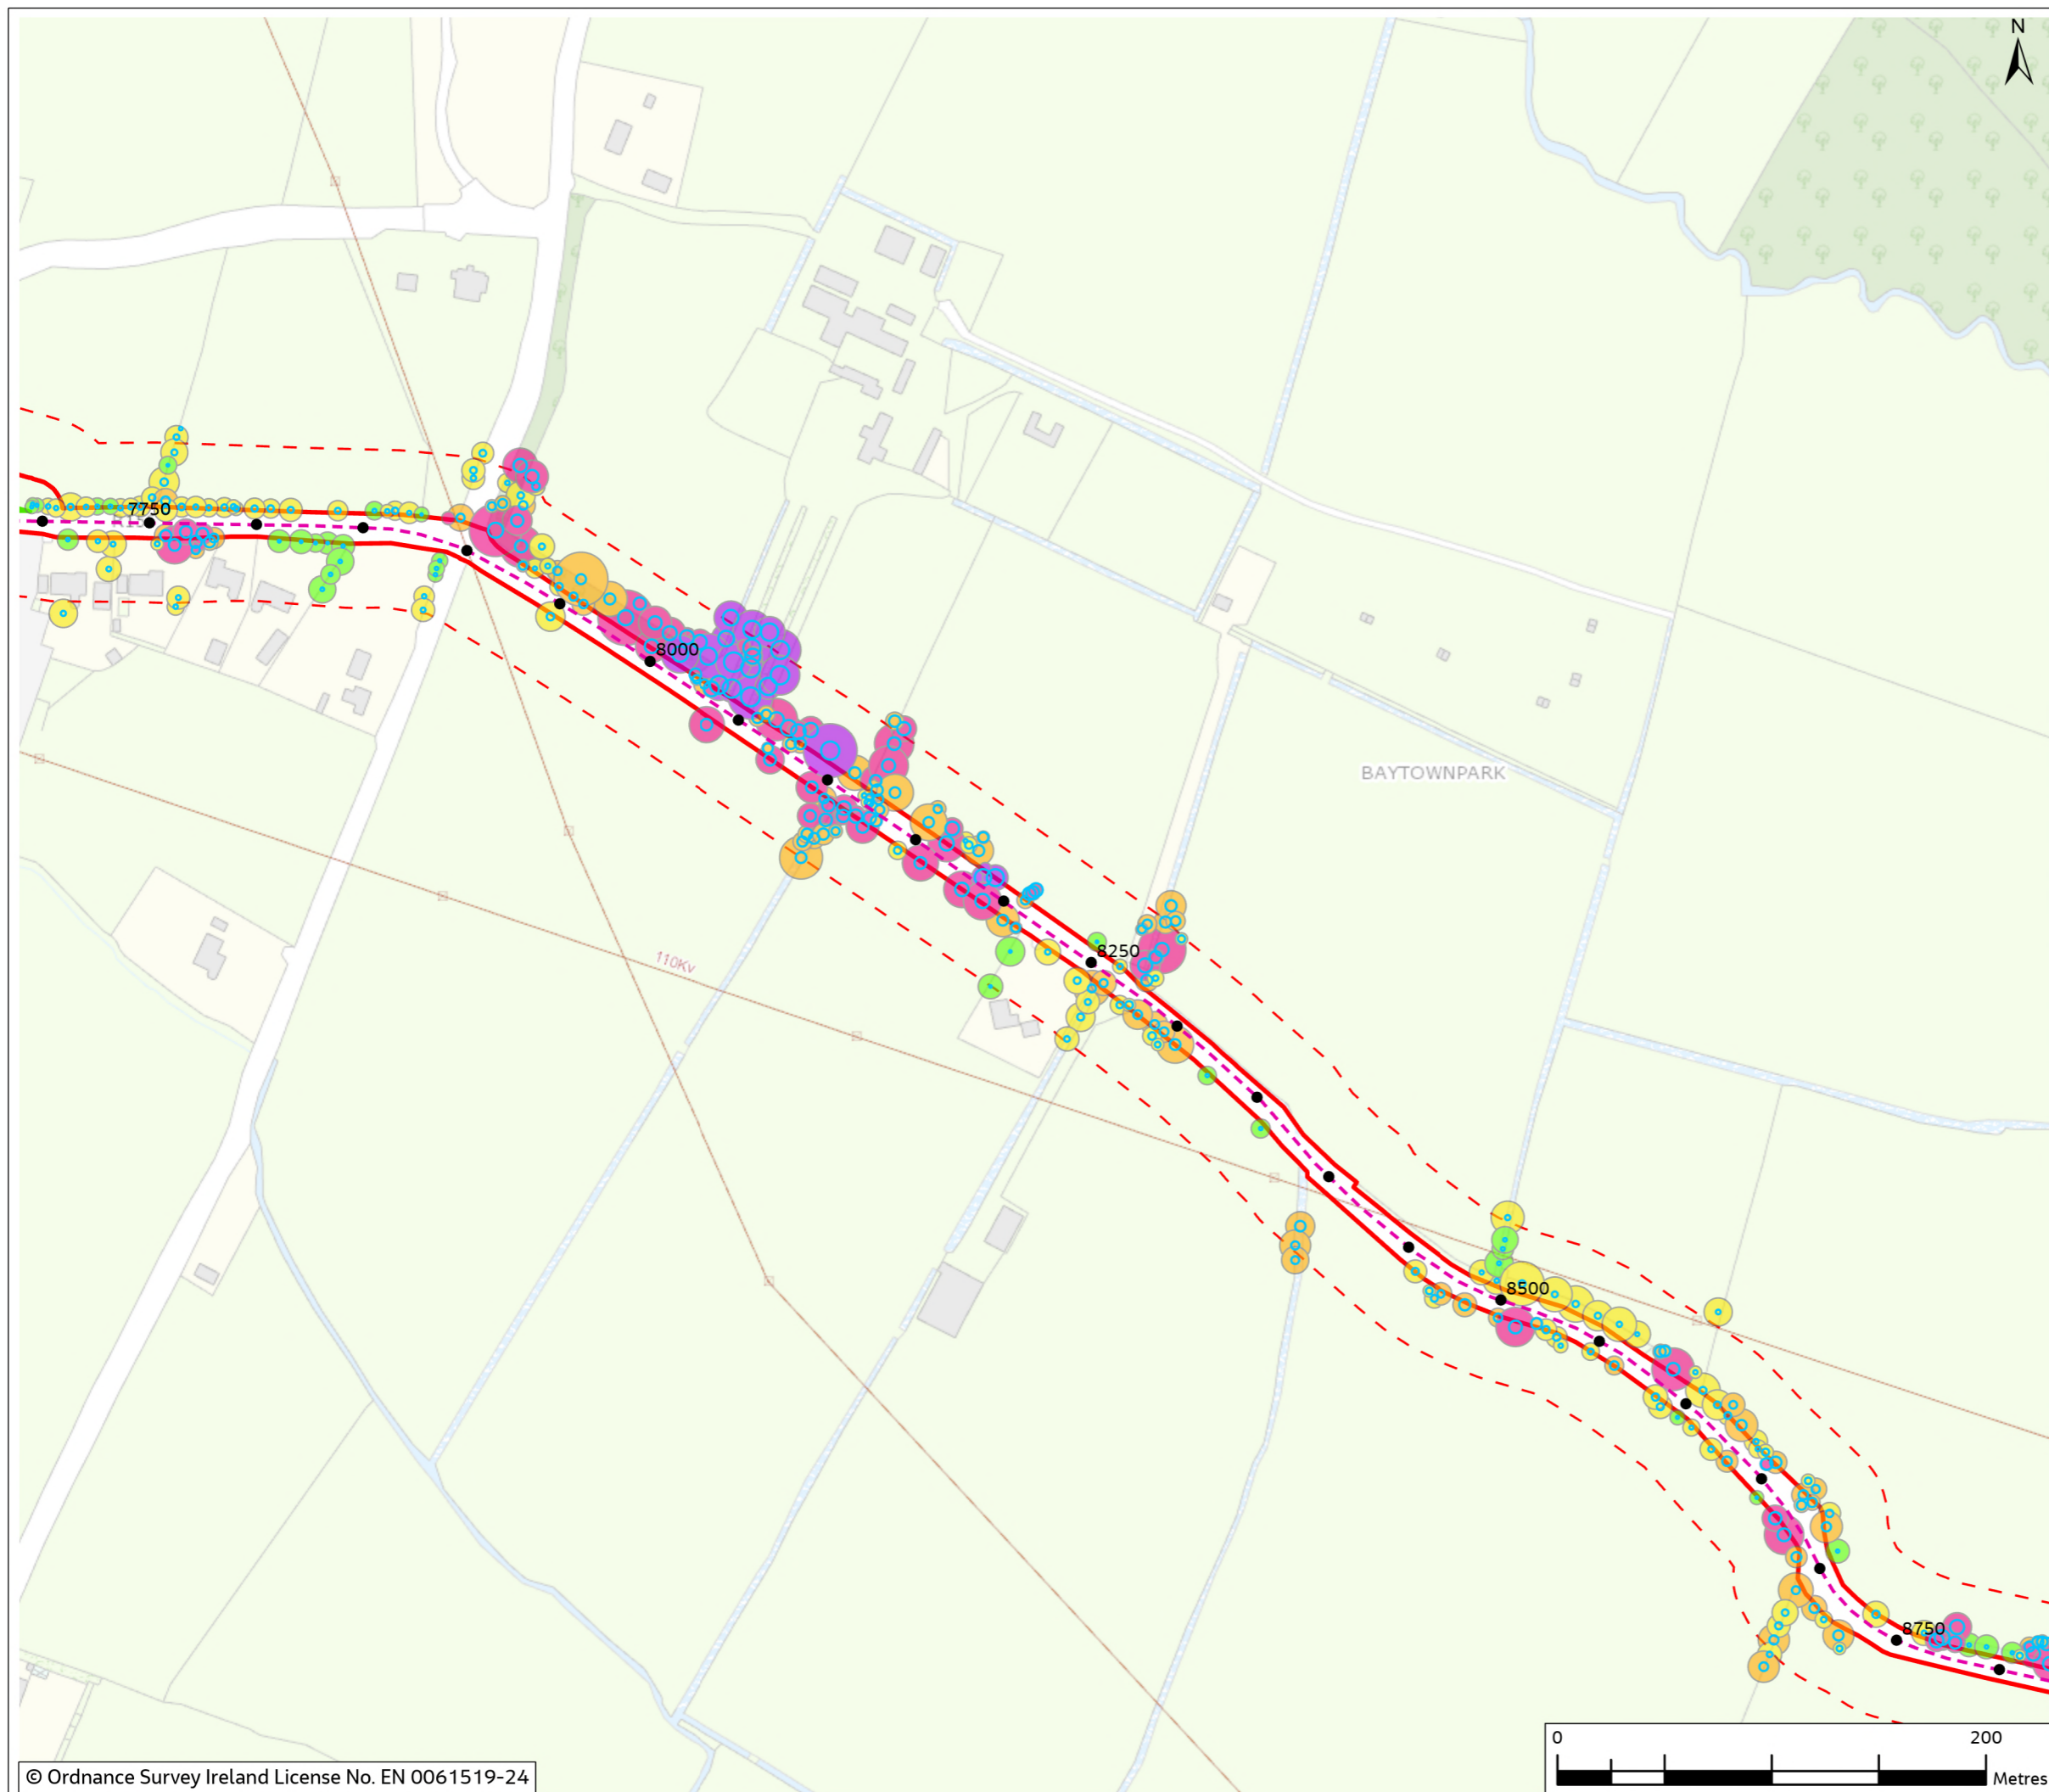 N
7750
8000
BAYTOWNPARK
8250
110Kv
8500
8750
0 200
Metres
© Ordnance Survey Ireland License No. EN 0061519-24